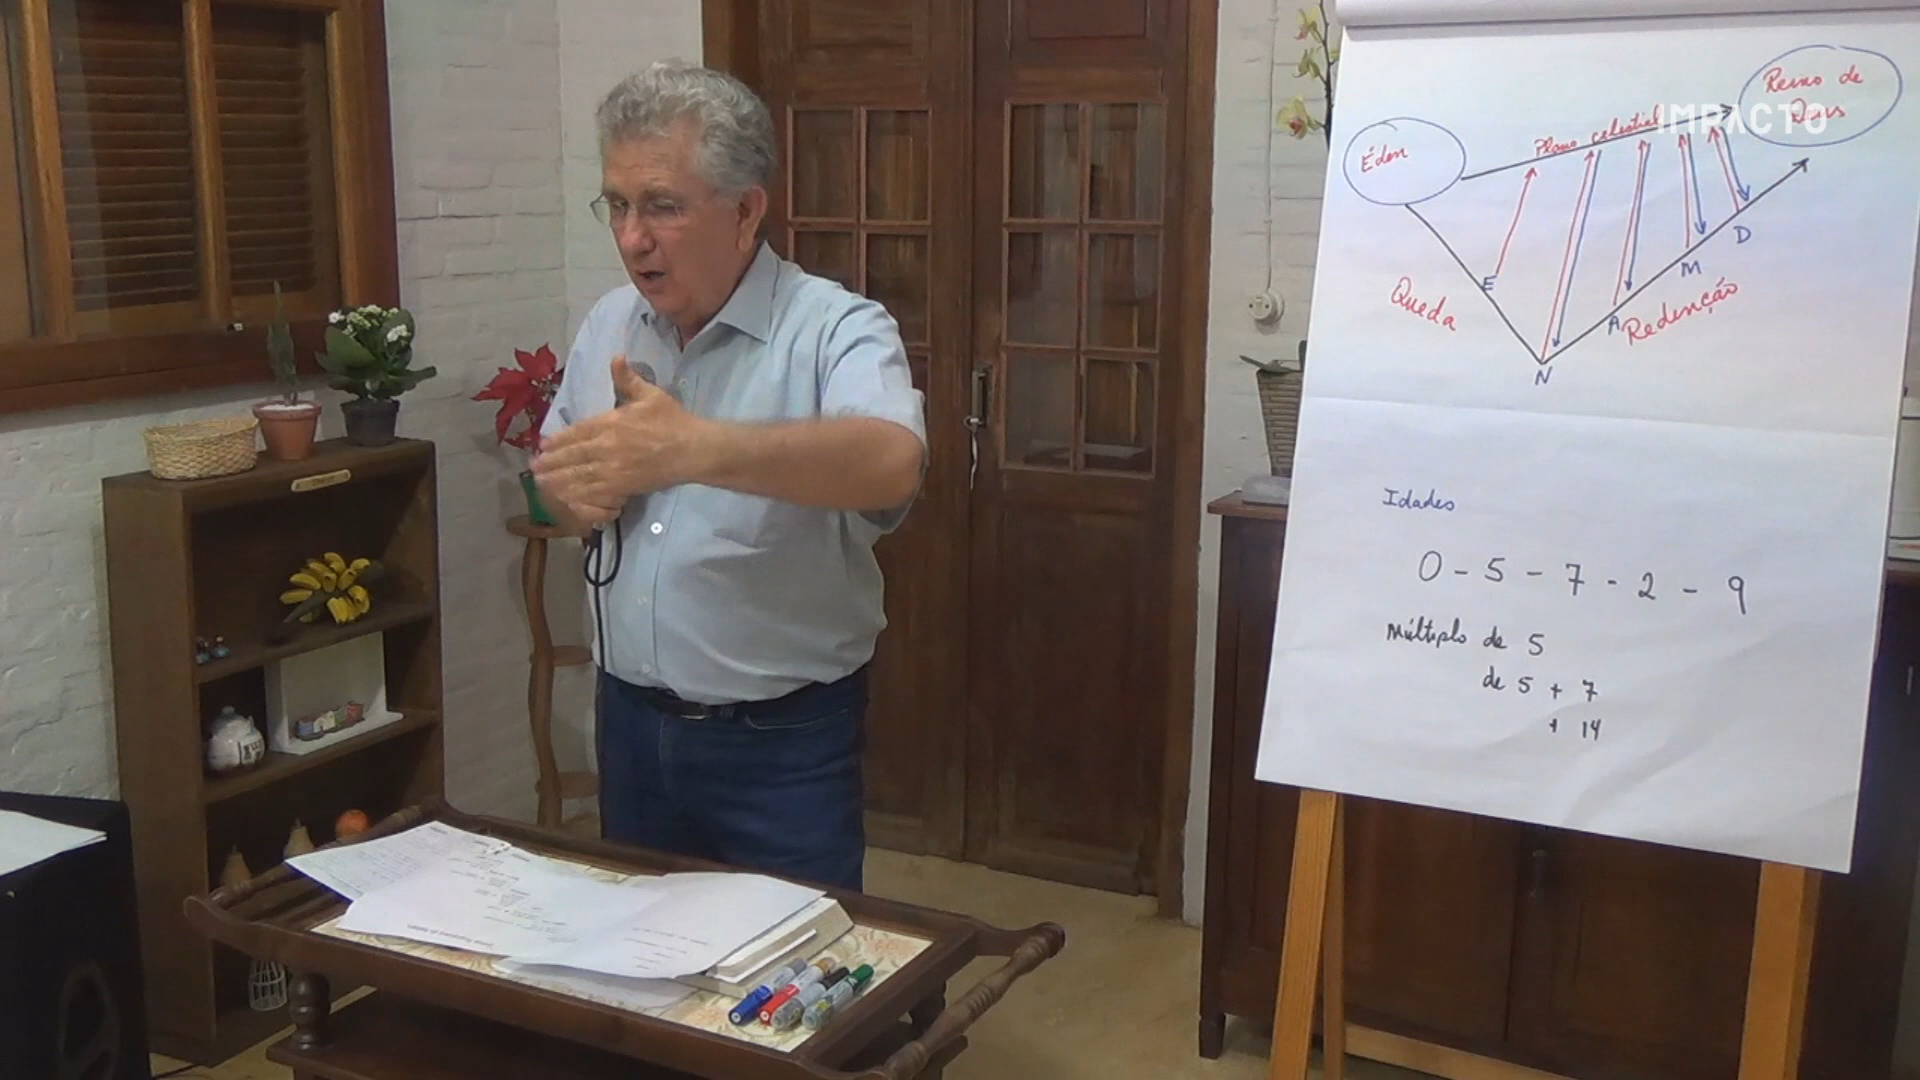 Reino de
Deus
IMPACTO
Éden
Plano celestial
E
D
M
Queda
A
Redenção
N
Idades
0 - 5 - 7 - 2 - 9
Múltiplo de 5
de 5 + 7
+ 14